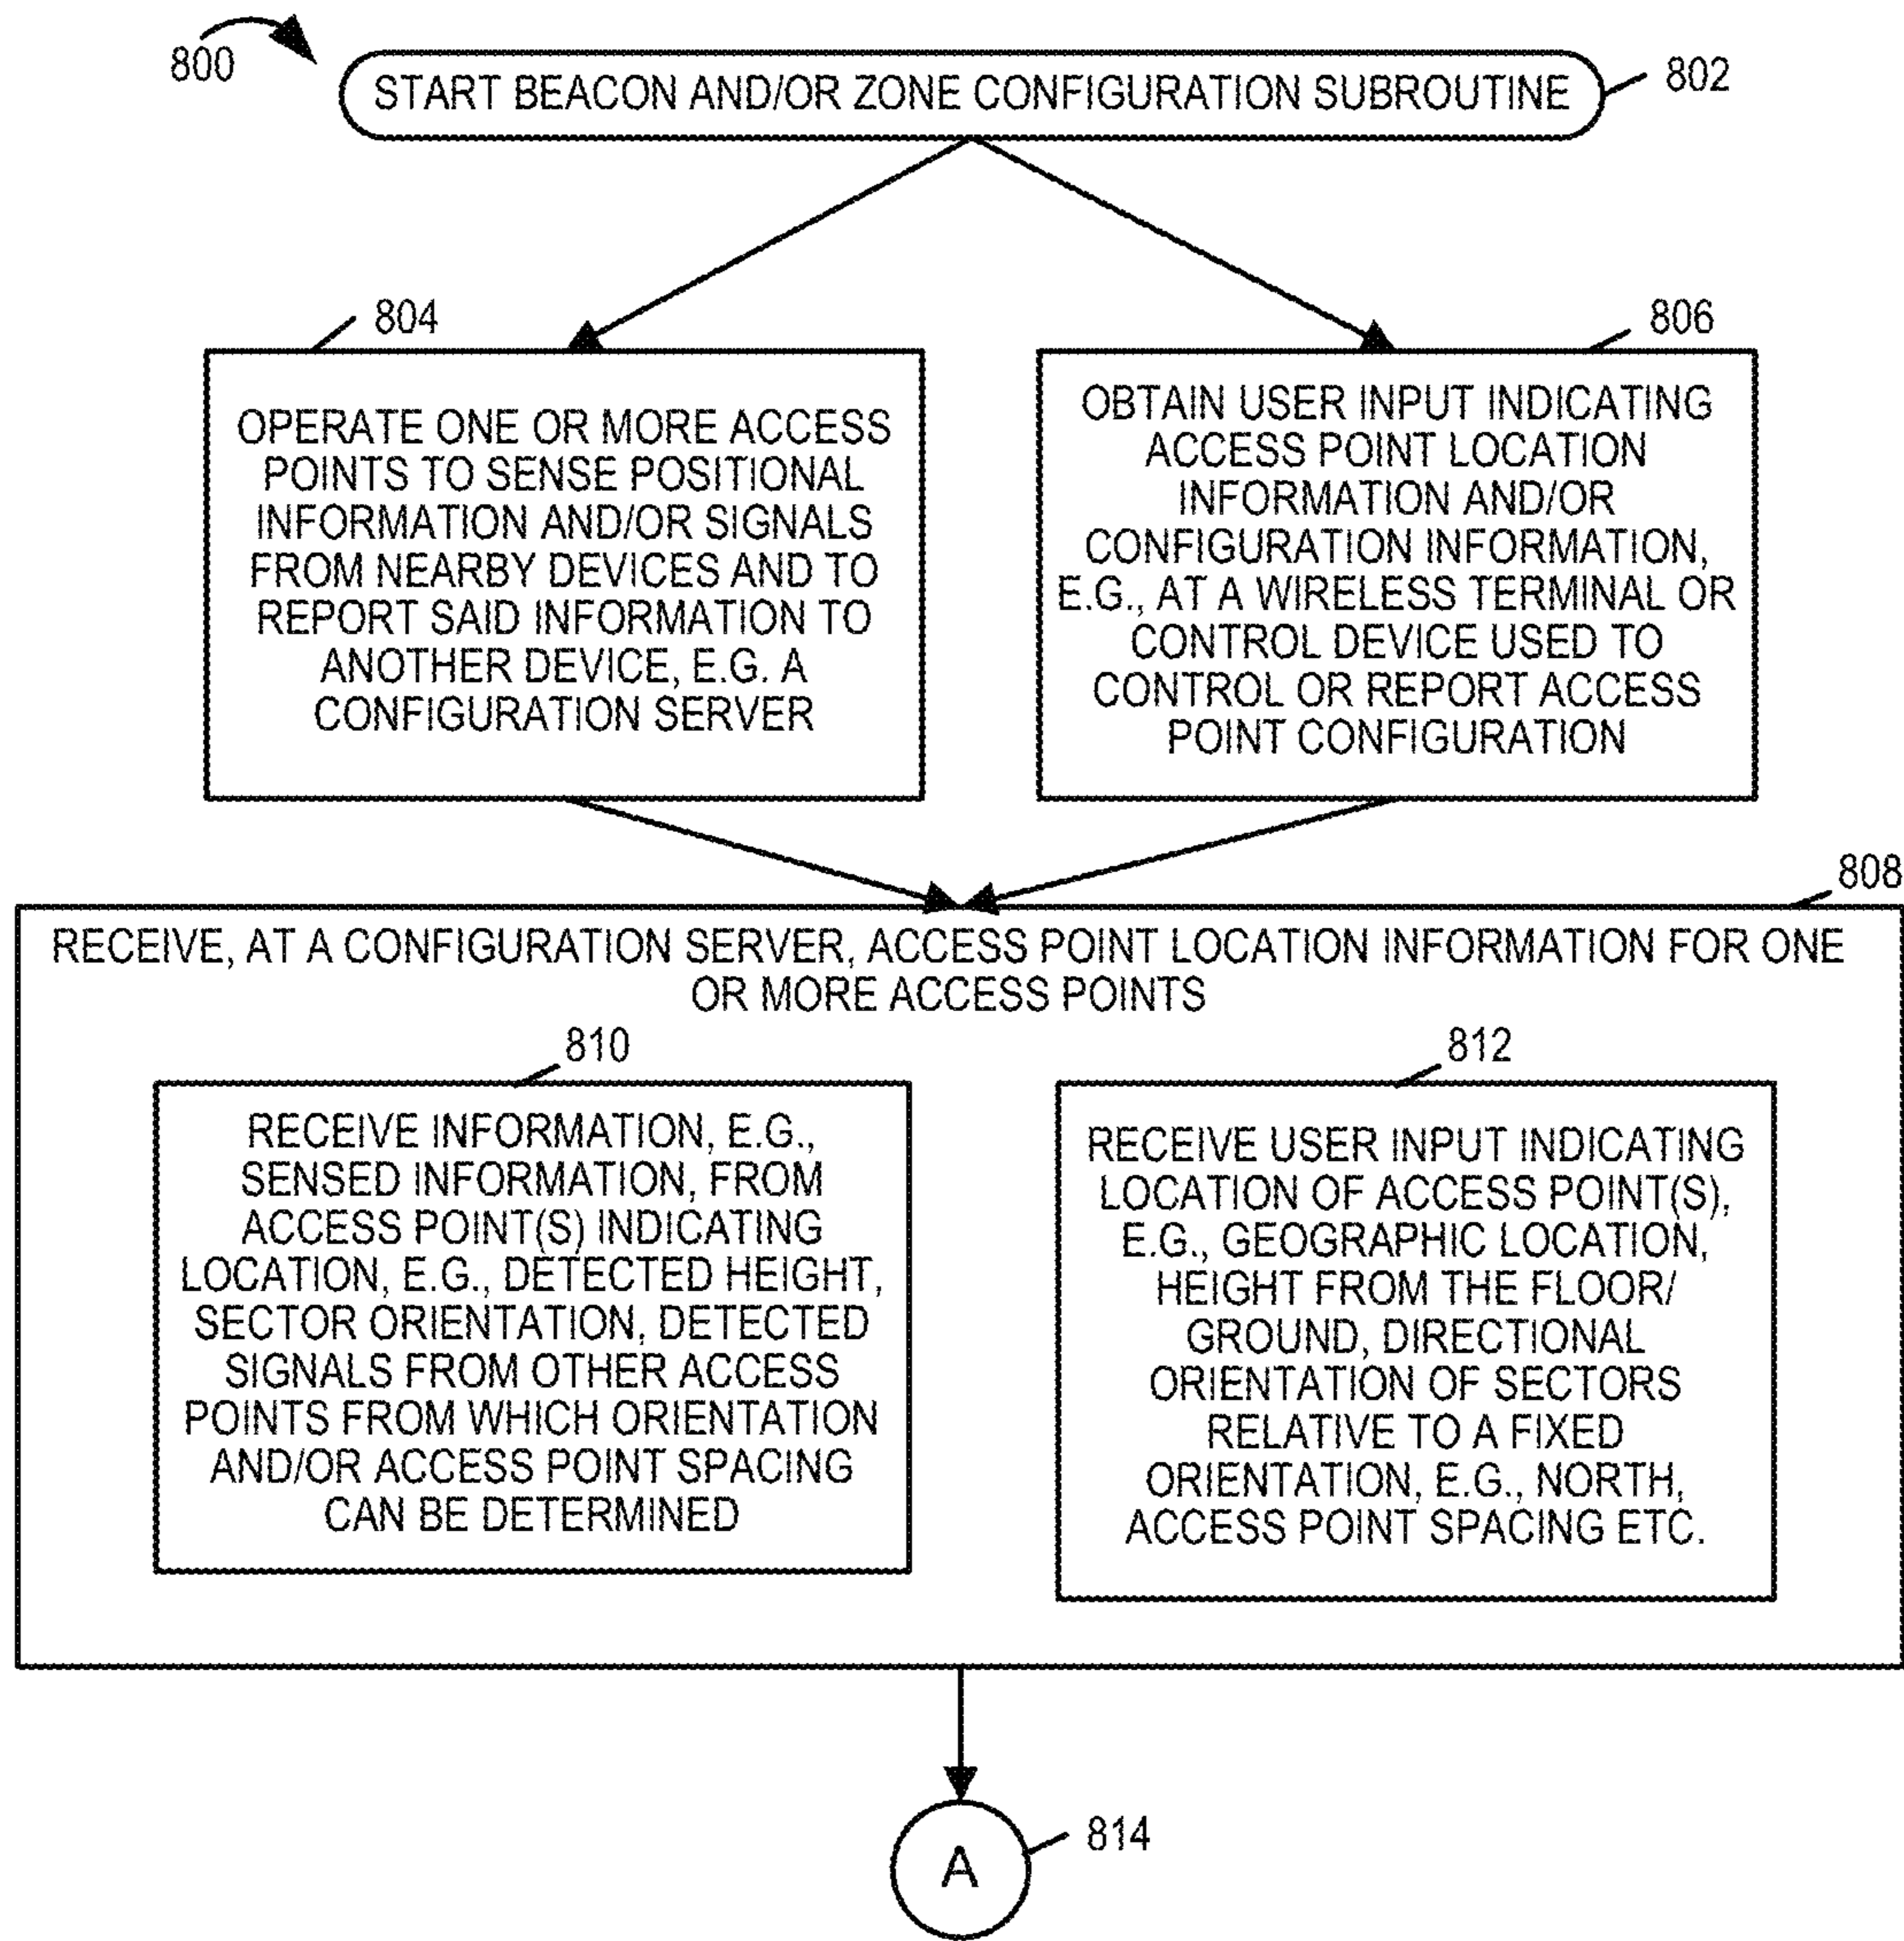 800
START BEACON AND/OR ZONE CONFIGURATION SUBROUTINE
802
804
OPERATE ONE OR MORE ACCESS
POINTS TO SENSE POSITIONAL
INFORMATION AND/OR SIGNALS
FROM NEARBY DEVICES AND TO
REPORT SAID INFORMATION TO
ANOTHER DEVICE, E.G. A
CONFIGURATION SERVER
806
OBTAIN USER INPUT INDICATING
ACCESS POINT LOCATION
INFORMATION AND/OR
CONFIGURATION INFORMATION,
E.G., AT A WIRELESS TERMINAL OR
CONTROL DEVICE USED TO
CONTROL OR REPORT ACCESS
POINT CONFIGURATION
808
RECEIVE, AT A CONFIGURATION SERVER, ACCESS POINT LOCATION INFORMATION FOR ONE
OR MORE ACCESS POINTS
810
RECEIVE INFORMATION, E.G.,
SENSED INFORMATION, FROM
ACCESS POINT(S) INDICATING
LOCATION, E.G., DETECTED HEIGHT,
SECTOR ORIENTATION, DETECTED
SIGNALS FROM OTHER ACCESS
POINTS FROM WHICH ORIENTATION
AND/OR ACCESS POINT SPACING
CAN BE DETERMINED
812
RECEIVE USER INPUT INDICATING
LOCATION OF ACCESS POINT(S),
E.G., GEOGRAPHIC LOCATION,
HEIGHT FROM THE FLOOR/
GROUND, DIRECTIONAL
ORIENTATION OF SECTORS
RELATIVE TO A FIXED
ORIENTATION, E.G., NORTH,
ACCESS POINT SPACING ETC.
A
814